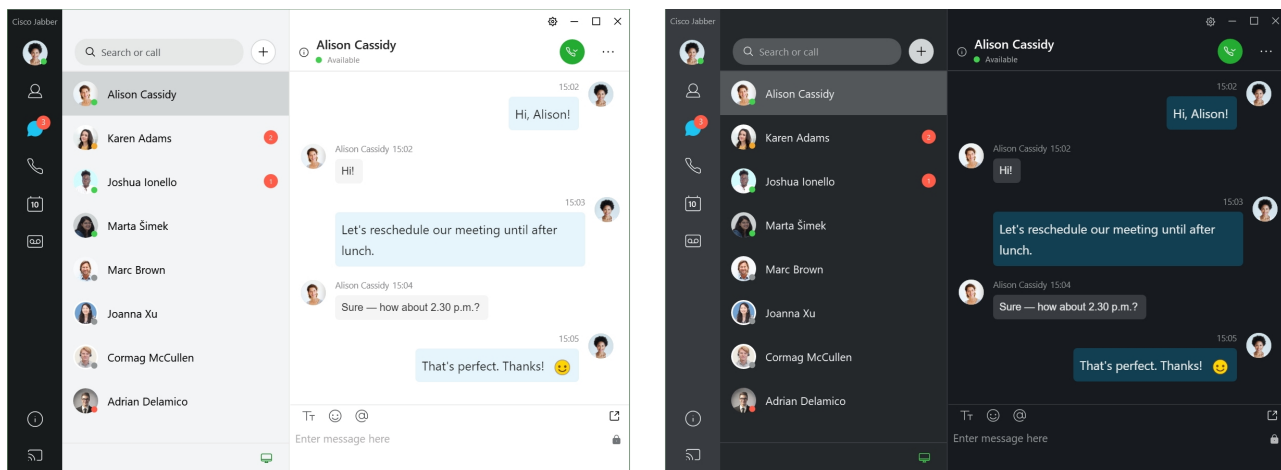 Cisco Jabber
Search or call
Alison Cassidy
Available
Alison Cassidy
Karen Adams
2
Joshua Ionello
1
Marta Šimek
Marc Brown
Joanna Xu
Cormag McCullen
Adrian Delamico
3
10
15:02
Hi, Alison!
Alison Cassidy 15:02
Hi!
15:03
Let's reschedule our meeting until after
lunch.
Alison Cassidy 15:04
Sure — how about 2.30 p.m.?
15:05
That's perfect. Thanks!
TT
Enter message here
Cisco Jabber
Search or call
Alison Cassidy
Available
Alison Cassidy
Karen Adams
2
Joshua Ionello
1
Marta Šimek
Marc Brown
Joanna Xu
Cormag McCullen
Adrian Delamico
3
10
15:02
Hi, Alison!
Alison Cassidy 15:02
Hi!
15:03
Let's reschedule our meeting until after
lunch.
Alison Cassidy 15:04
Sure — how about 2.30 p.m.?
15:05
That's perfect. Thanks!
TT
Enter message here